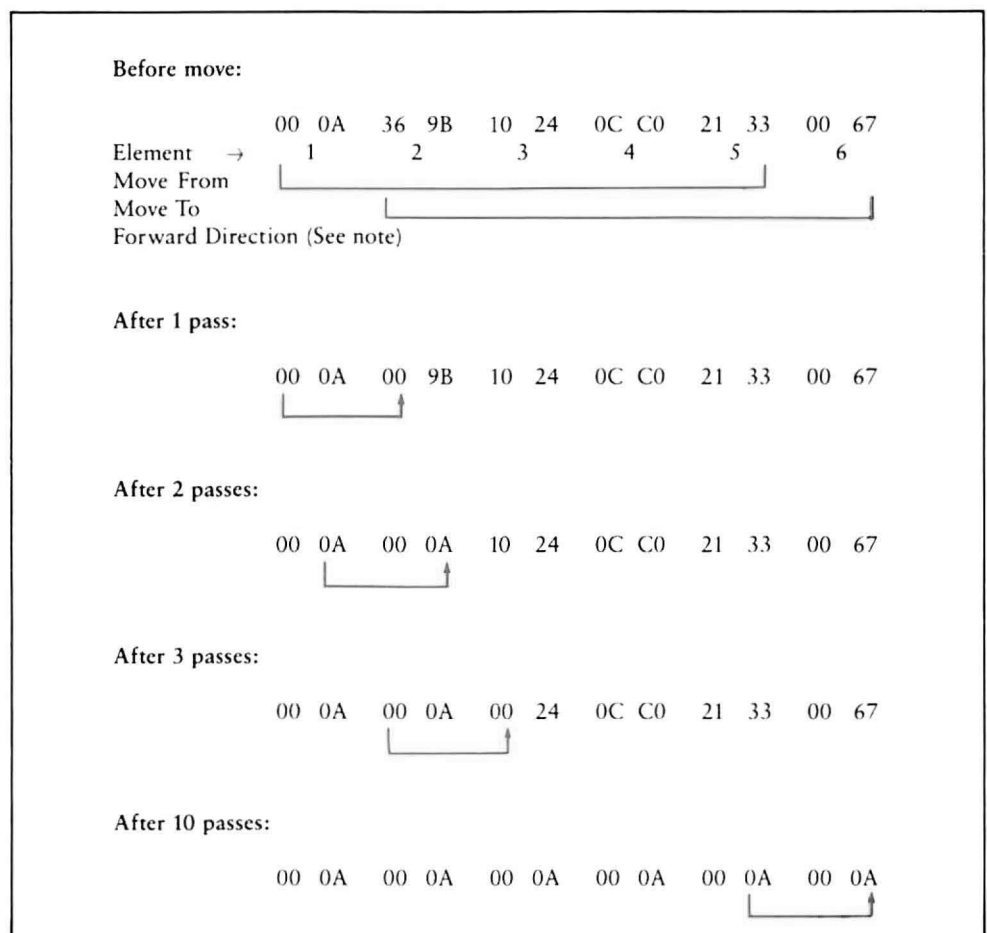 Before move:
00 0A 36 9B 10 24 0C C0 21 33 00 67
Element → 1 2 3 4 5 6
Move From
Move To
Forward Direction (See note)
After 1 pass:
00 0A 00 9B 10 24 0C C0 21 33 00 67
After 2 passes:
00 0A 00 0A 10 24 0C C0 21 33 00 67
After 3 passes:
00 0A 00 0A 00 24 0C C0 21 33 00 67
After 10 passes:
00 0A 00 0A 00 0A 00 0A 00 0A 00 0A